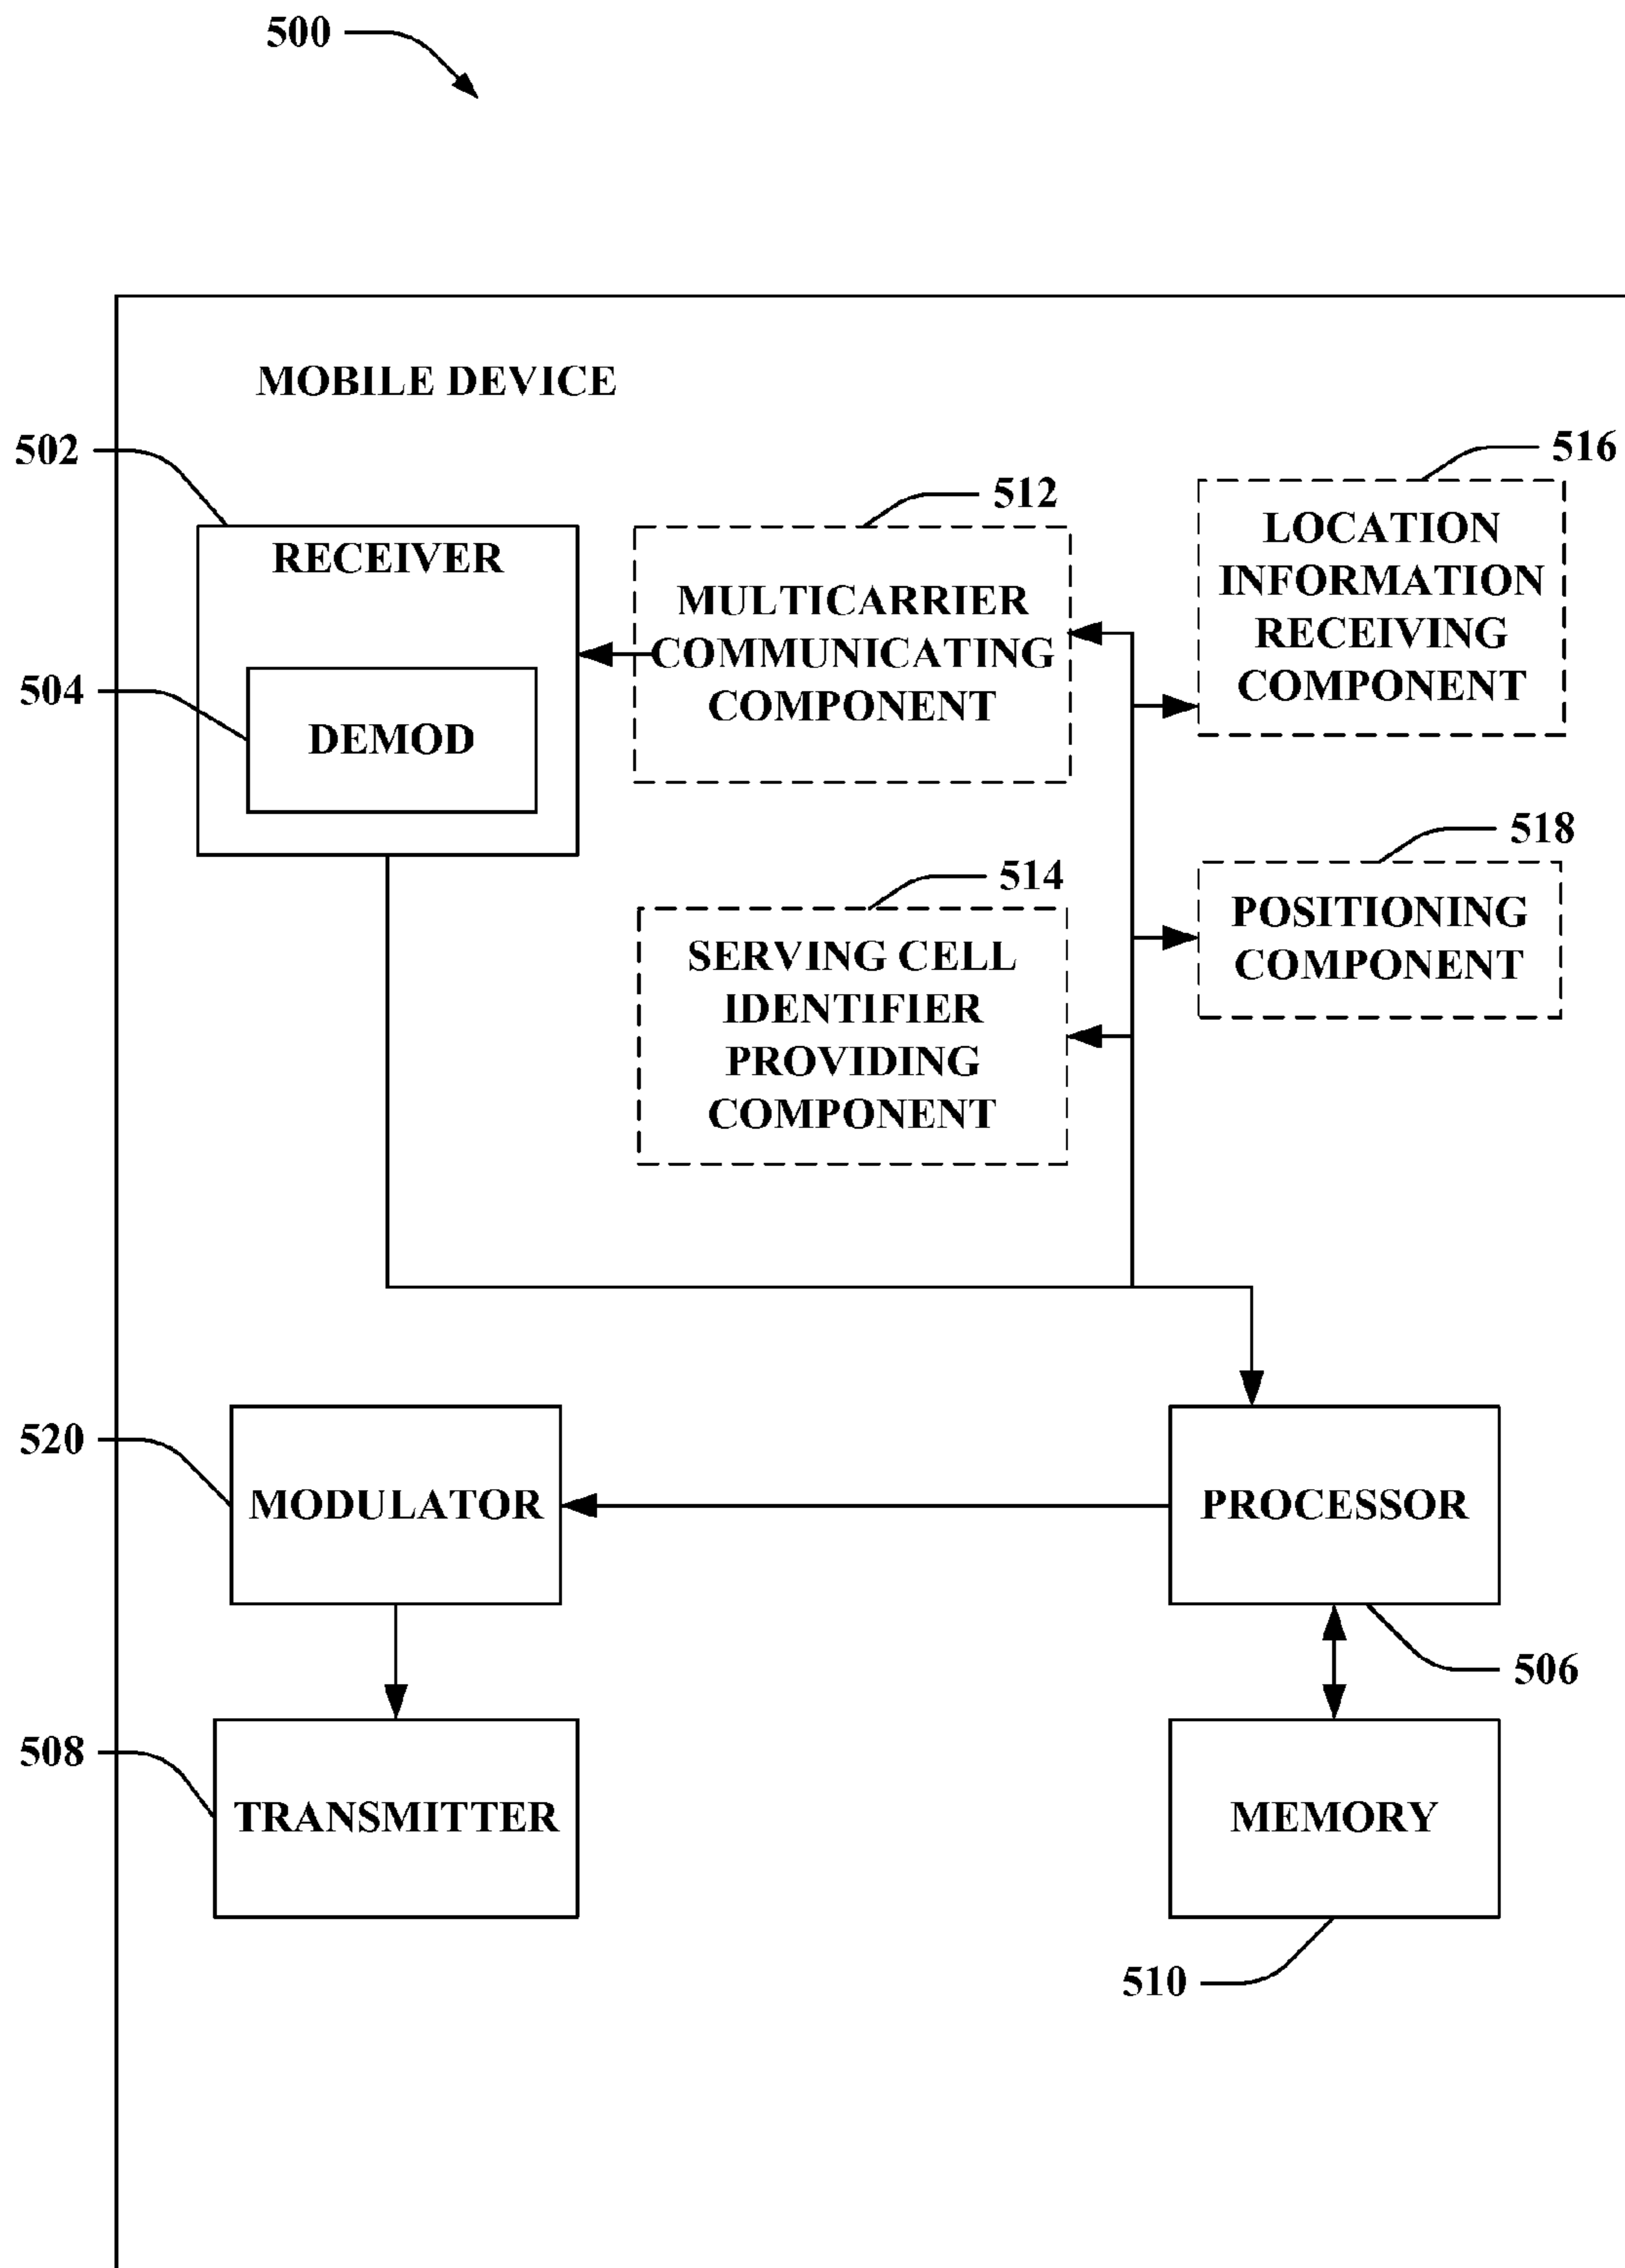 500
MOBILE DEVICE
502
516
512
RECEIVER
LOCATION
INFORMATION
RECEIVING
COMPONENT
MULTICARRIER
COMMUNICATING
COMPONENT
504
DEMOD
518
514
POSITIONING
COMPONENT
SERVING CELL
IDENTIFIER
PROVIDING
COMPONENT
520
MODULATOR
PROCESSOR
506
508
TRANSMITTER
MEMORY
510